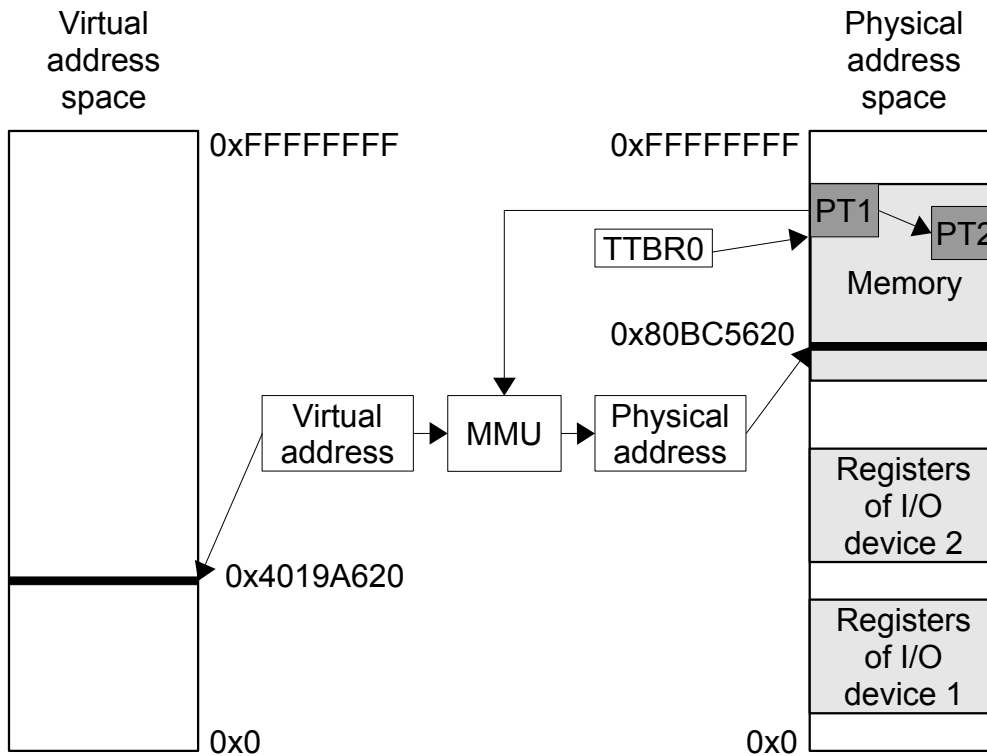 Virtual
address
space
Physical
address
space
0xFFFFFFFF
0xFFFFFFFF
PT1
PT2
TTBR0
Memory
0x80BC5620
Virtual
address
MMU
Physical
address
Registers
of I/O
device 2
0x4019A620
Registers
of I/O
device 1
0x0
0x0